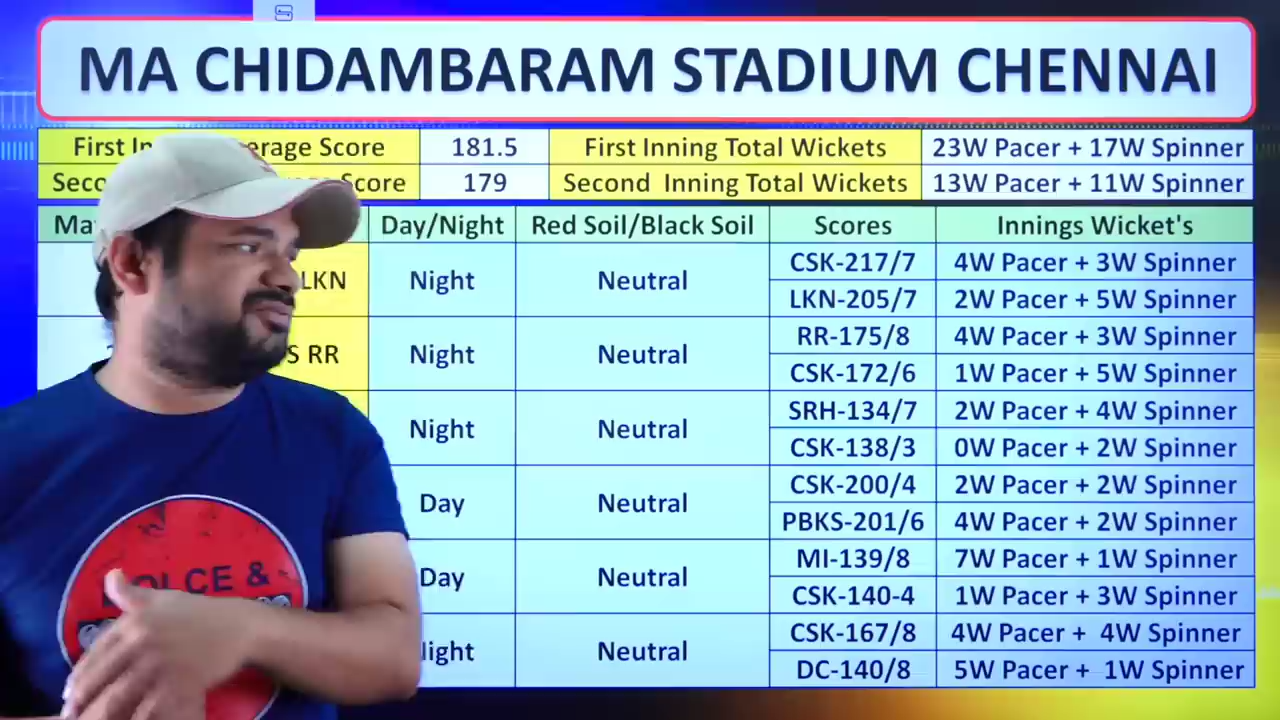 MA CHIDAMBARAM STADIUM CHENNAI
First In erage Score 181.5 First Inning Total Wickets 23W Pacer + 17W Spinner
Seco Score 179 Second Inning Total Wickets 13W Pacer + 11W Spinner
Ma Day/Night Red Soil/Black Soil Scores Innings Wicket's
LKN Night Neutral CSK-217/7 4W Pacer + 3W Spinner
LKN-205/7 2W Pacer + 5W Spinner
S RR Night Neutral RR-175/8 4W Pacer + 3W Spinner
CSK-172/6 1W Pacer + 5W Spinner
Night Neutral SRH-134/7 2W Pacer + 4W Spinner
CSK-138/3 0W Pacer + 2W Spinner
Day Neutral CSK-200/4 2W Pacer + 2W Spinner
PBKS-201/6 4W Pacer + 2W Spinner
Day Neutral MI-139/8 7W Pacer + 1W Spinner
CSK-140-4 1W Pacer + 3W Spinner
light Neutral CSK-167/8 4W Pacer + 4W Spinner
DC-140/8 5W Pacer + 1W Spinner
OLCE &